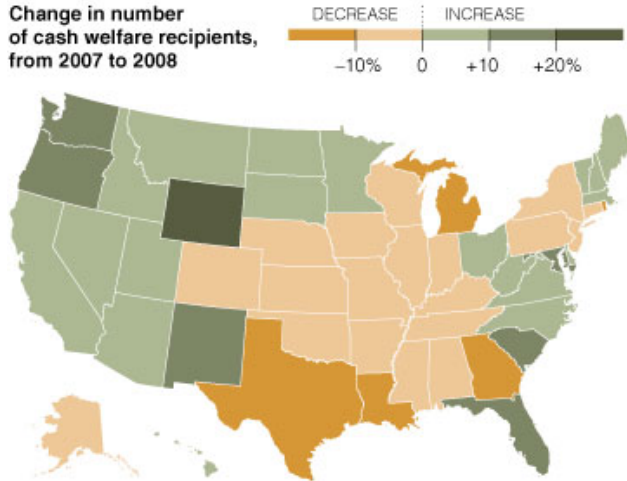 Change in number
of cash welfare recipients,
from 2007 to 2008
DECREASE INCREASE
–10% 0 +10 +20%